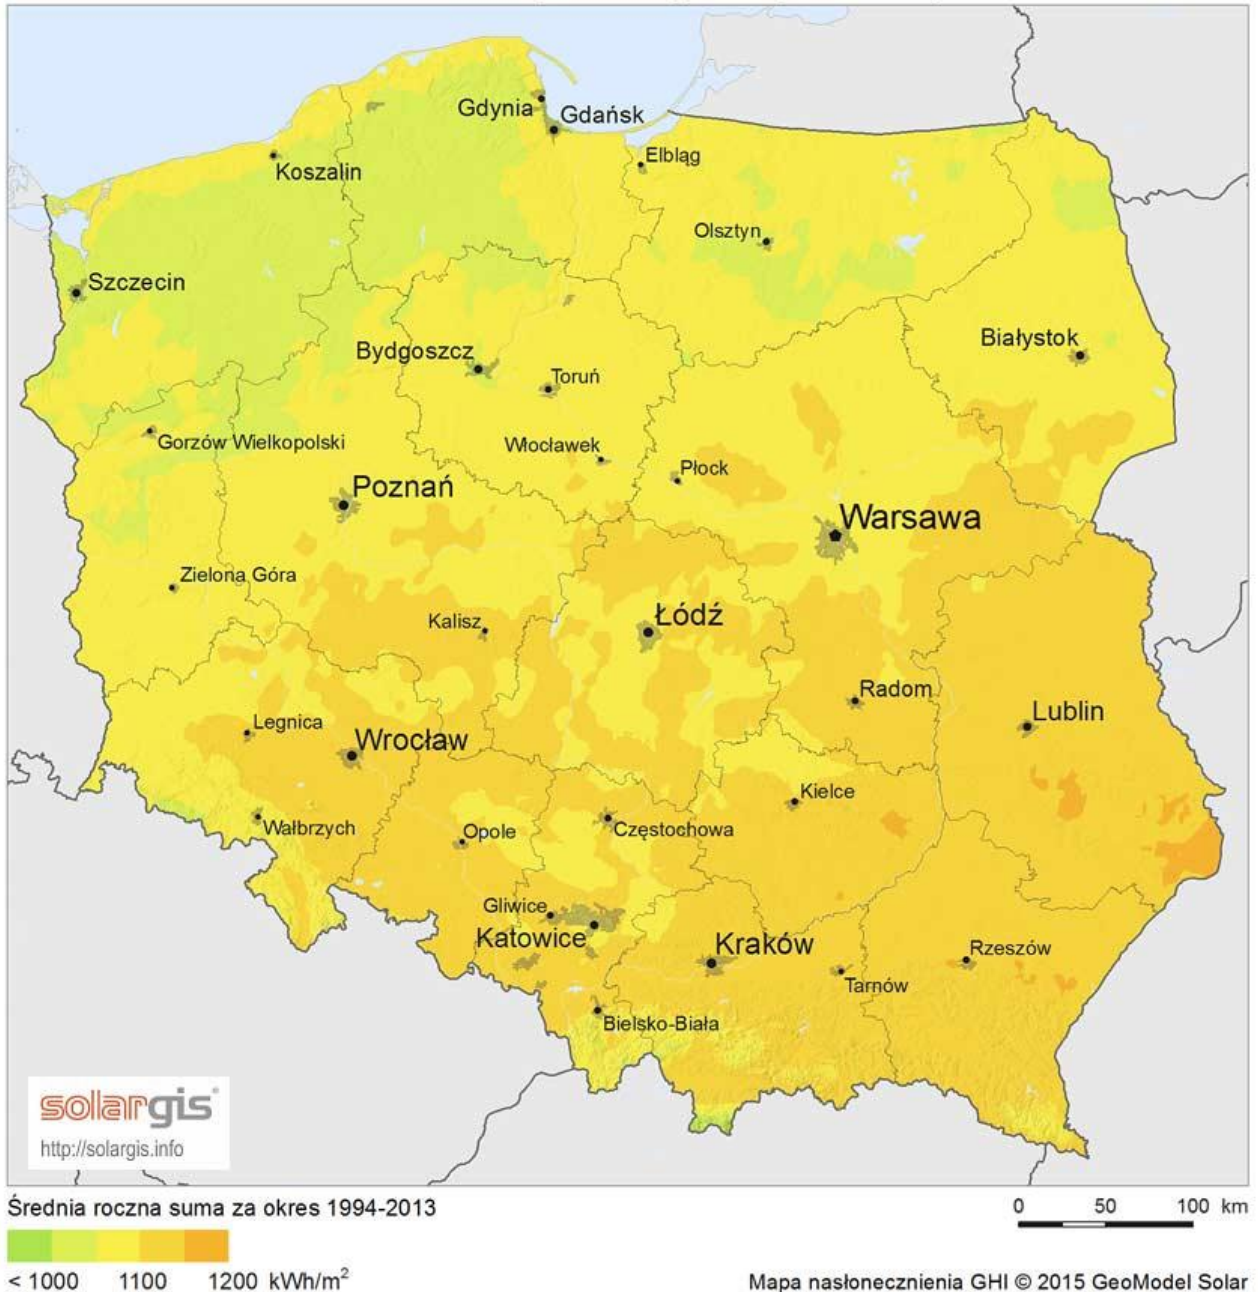 Gdynia
Gdańsk
Koszalin
Elbląg
Olsztyn
Szczecin
Białystok
Bydgoszcz
Toruń
Gorzów Wielkopolski
Włocławek
Płock
Poznań
Warsawa
Zielona Góra
Kalisz
Łódź
Radom
Legnica
Lublin
Wrocław
Kielce
Wałbrzych
Opole
Częstochowa
Gliwice
Katowice
Kraków
Rzeszów
Tarnów
Bielsko-Biała
solargis
http://solargis.info
Średnia roczna suma za okres 1994-2013
0 50 100 km
< 1000 1100 1200 kWh/m²
Mapa nasłonecznienia GHI © 2015 GeoModel Solar